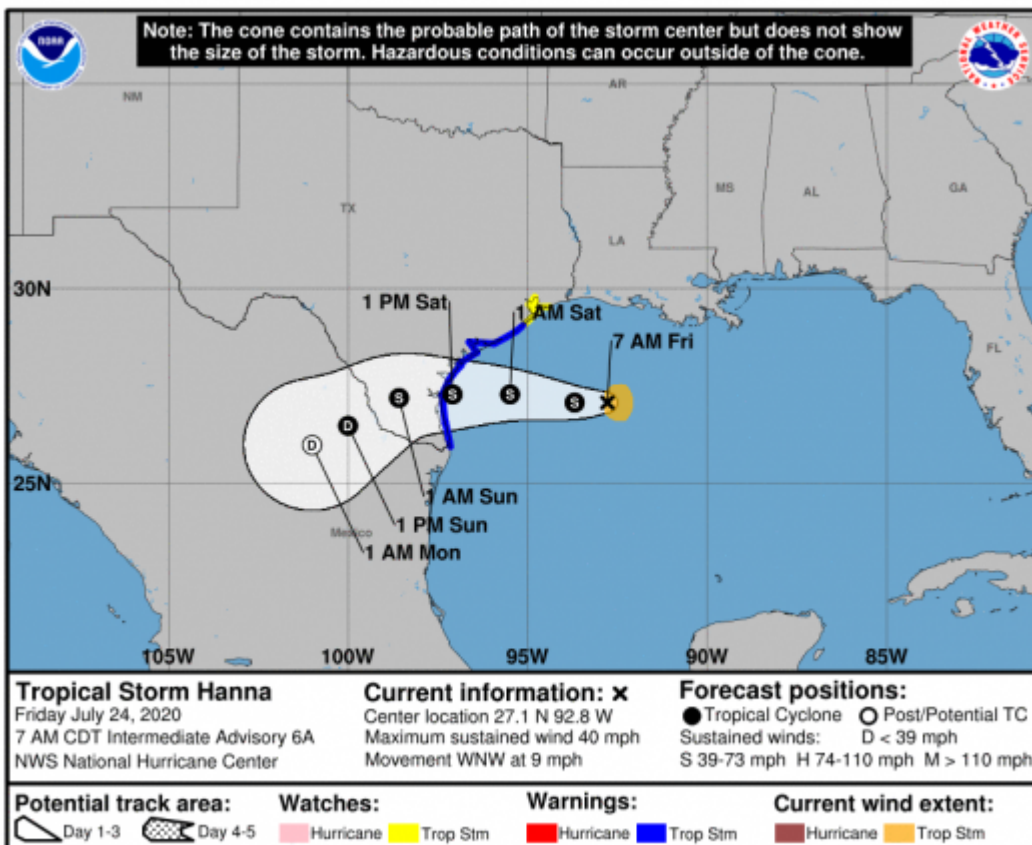 Note: The cone contains the probable path of the storm center but does not show
the size of the storm. Hazardous conditions can occur outside of the cone.
NOAA
NATIONAL WEATHER SERVICE
NM
AR
TX
MS
AL
GA
LA
30N
1 PM Sat
1 AM Sat
7 AM Fri
FL
S
S
S
S
D
D
25N
1 AM Sun
1 PM Sun
Mexico
1 AM Mon
105W
100W
95W
90W
85W
Tropical Storm Hanna
Friday July 24, 2020
7 AM CDT Intermediate Advisory 6A
NWS National Hurricane Center
Current information: x
Center location 27.1 N 92.8 W
Maximum sustained wind 40 mph
Movement WNW at 9 mph
Forecast positions:
Tropical Cyclone Post/Potential TC
Sustained winds: D < 39 mph
S 39-73 mph H 74-110 mph M > 110 mph
Potential track area:
Day 1-3 Day 4-5
Watches:
Hurricane Trop Stm
Warnings:
Hurricane Trop Stm
Current wind extent:
Hurricane Trop Stm